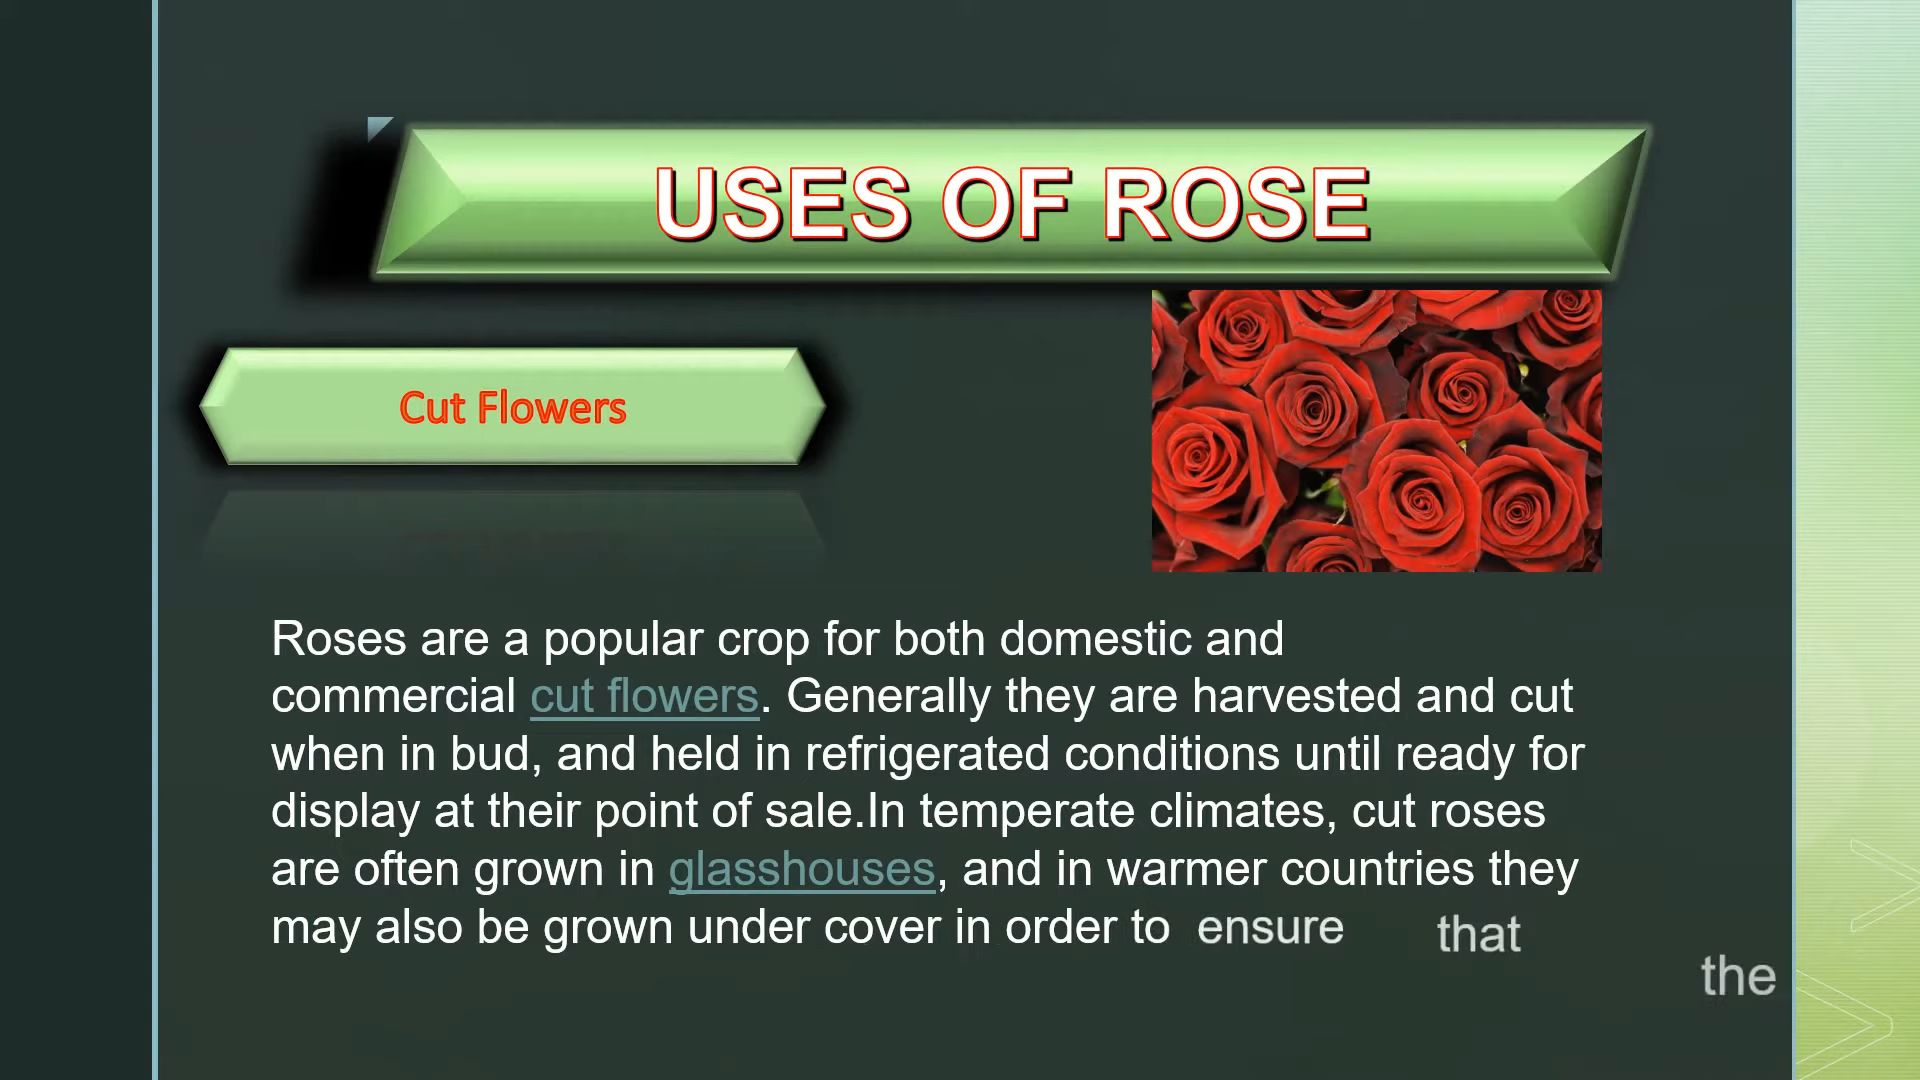 USES OF ROSE
Cut Flowers
Roses are a popular crop for both domestic and
commercial cut flowers. Generally they are harvested and cut
when in bud, and held in refrigerated conditions until ready for
display at their point of sale.In temperate climates, cut roses
are often grown in glasshouses, and in warmer countries they
may also be grown under cover in order to ensure that
the